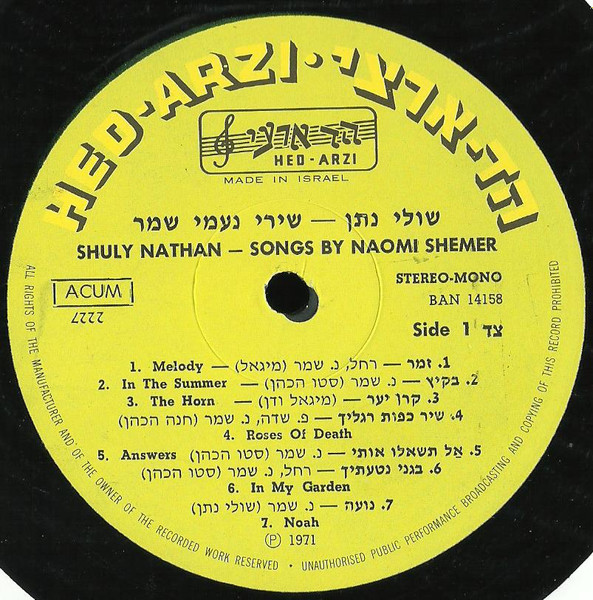 HED-ARZI · הד-ארצי
הד ארצי
HED-ARZI
MADE IN ISRAEL
שולי נתן — שירי נעמי שמר
SHULY NATHAN — SONGS BY NAOMI SHEMER
ACUM
2227
STEREO-MONO
BAN 14158
Side 1 צד
1. Melody — זמר — רחל, נ. שמר (מיגאל) .1
2. In The Summer — בקיץ — נ. שמר (סטו הכהן) .2
3. The Horn — קרן יער — (מיגאל ודן) .3
4. שיר כפות רגליך — פ. שדה, נ. שמר (חנה הכהן)
4. Roses Of Death
5. Answers אַל תשאלו אותי — נ. שמר (סטו הכהן) .5
6. בגני נטעתיך — רחל, נ. שמר (סטו הכהן)
6. In My Garden
7. נועה — נ. שמר (שולי נתן)
7. Noah
Ⓟ 1971
ALL RIGHTS OF THE MANUFACTURER AND OF THE OWNER OF THE RECORDED WORK RESERVED • UNAUTHORISED PUBLIC PERFORMANCE BROADCASTING AND COPYING OF THIS RECORD PROHIBITED